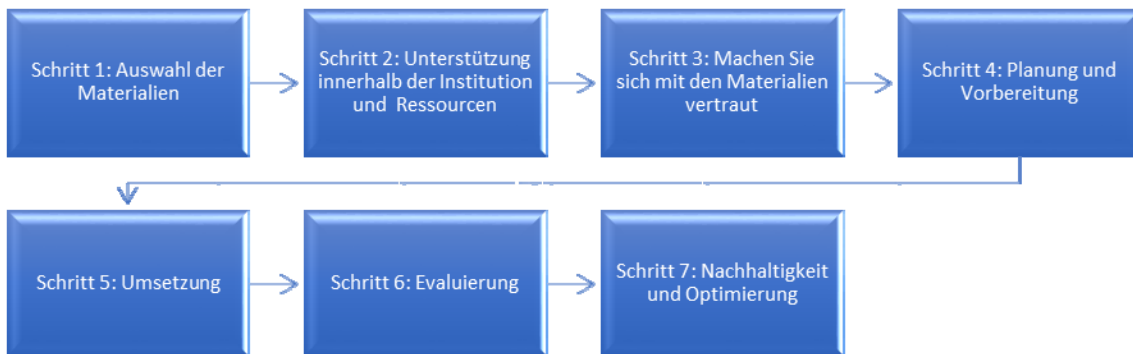 Schritt 1: Auswahl der
Materialien
Schritt 2: Unterstützung
innerhalb der Institution
und Ressourcen
Schritt 3: Machen Sie
sich mit den Materialien
vertraut
Schritt 4: Planung und
Vorbereitung
Schritt 5: Umsetzung
Schritt 6: Evaluierung
Schritt 7: Nachhaltigkeit
und Optimierung